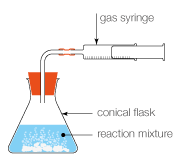 gas syringe
conical flask
reaction mixture